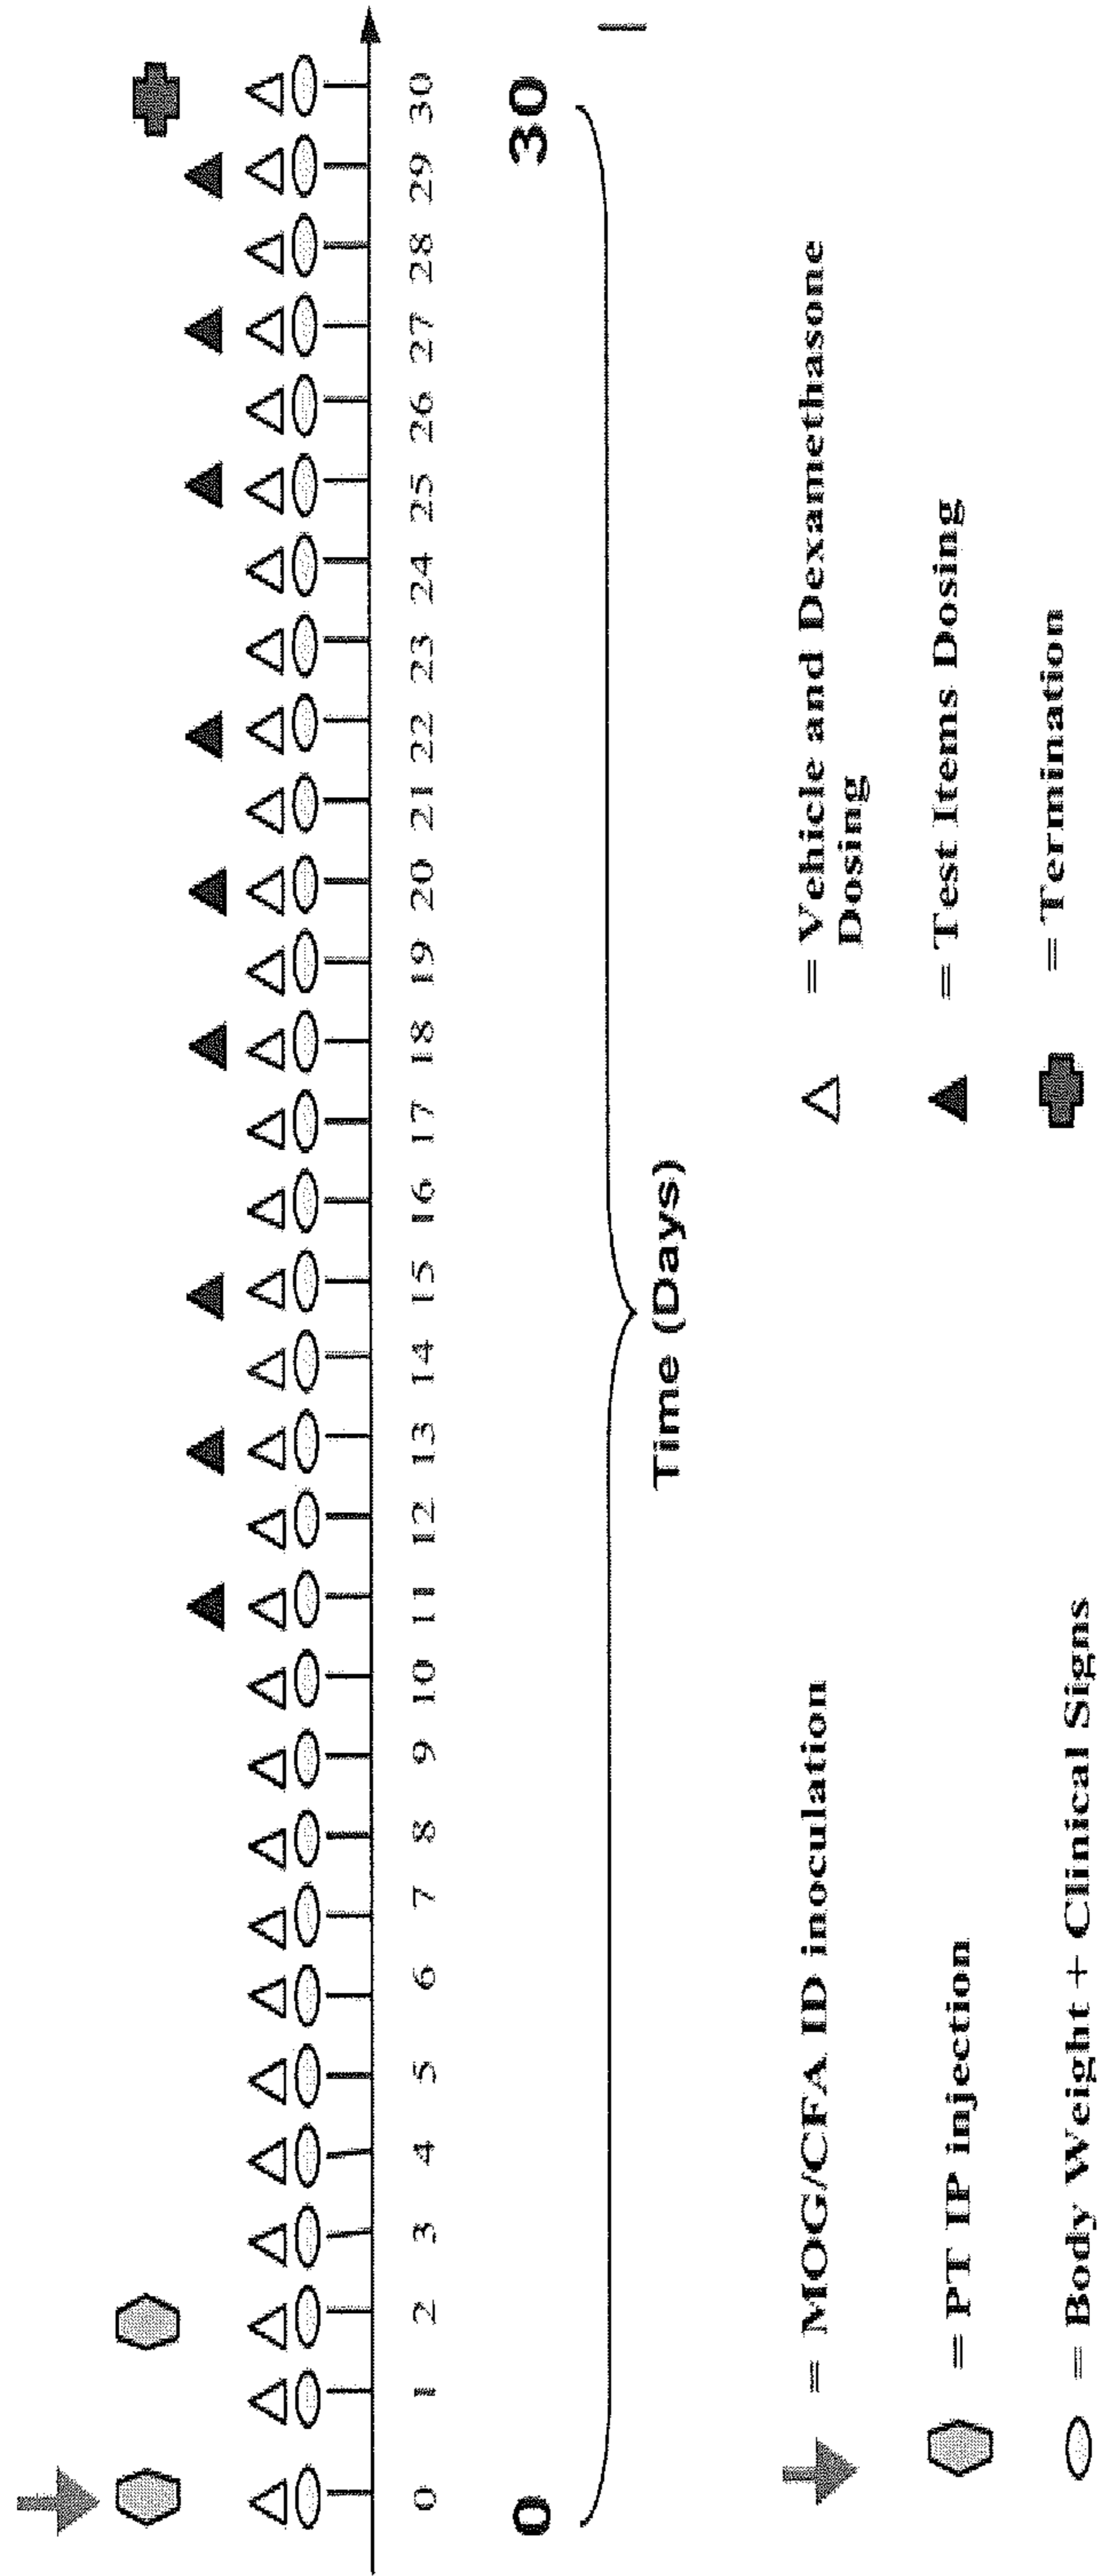 0 1 2 3 4 5 6 7 8 9 10 11 12 13 14 15 16 17 18 19 20 21 22 23 24 25 26 27 28 29 30
0 30
Time (Days)
= MOG/CFA ID inoculation
= PT IP injection
= Body Weight + Clinical Signs
= Vehicle and Dexamethasone
Dosing
= Test Items Dosing
= Termination